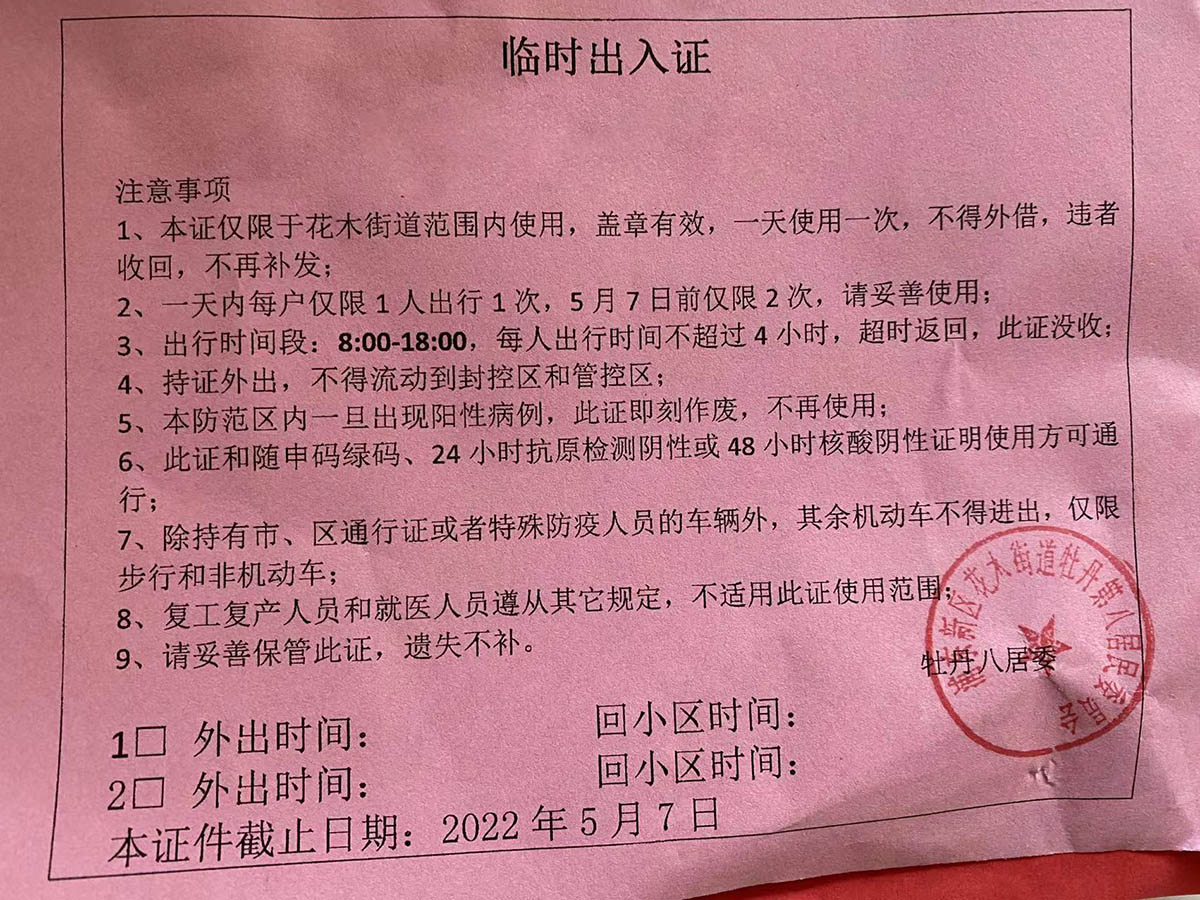 临时出入证
注意事项
1、本证仅限于花木街道范围内使用，盖章有效，一天使用一次，不得外借，违者
收回，不再补发；
2、一天内每户仅限 1 人出行 1 次，5 月 7 日前仅限 2 次，请妥善使用；
3、出行时间段：8:00-18:00，每人出行时间不超过 4 小时，超时返回，此证没收；
4、持证外出，不得流动到封控区和管控区；
5、本防范区内一旦出现阳性病例，此证即刻作废，不再使用；
6、此证和随申码绿码、24 小时抗原检测阴性或 48 小时核酸阴性证明使用方可通
行；
7、除持有市、区通行证或者特殊防疫人员的车辆外，其余机动车不得进出，仅限
步行和非机动车；
8、复工复产人员和就医人员遵从其它规定，不适用此证使用范围；
9、请妥善保管此证，遗失不补。
牡丹八居委
浦东新区花木街道牡丹第八居民委员会
1□ 外出时间： 回小区时间：
2□ 外出时间： 回小区时间：
本证件截止日期：2022 年 5 月 7 日